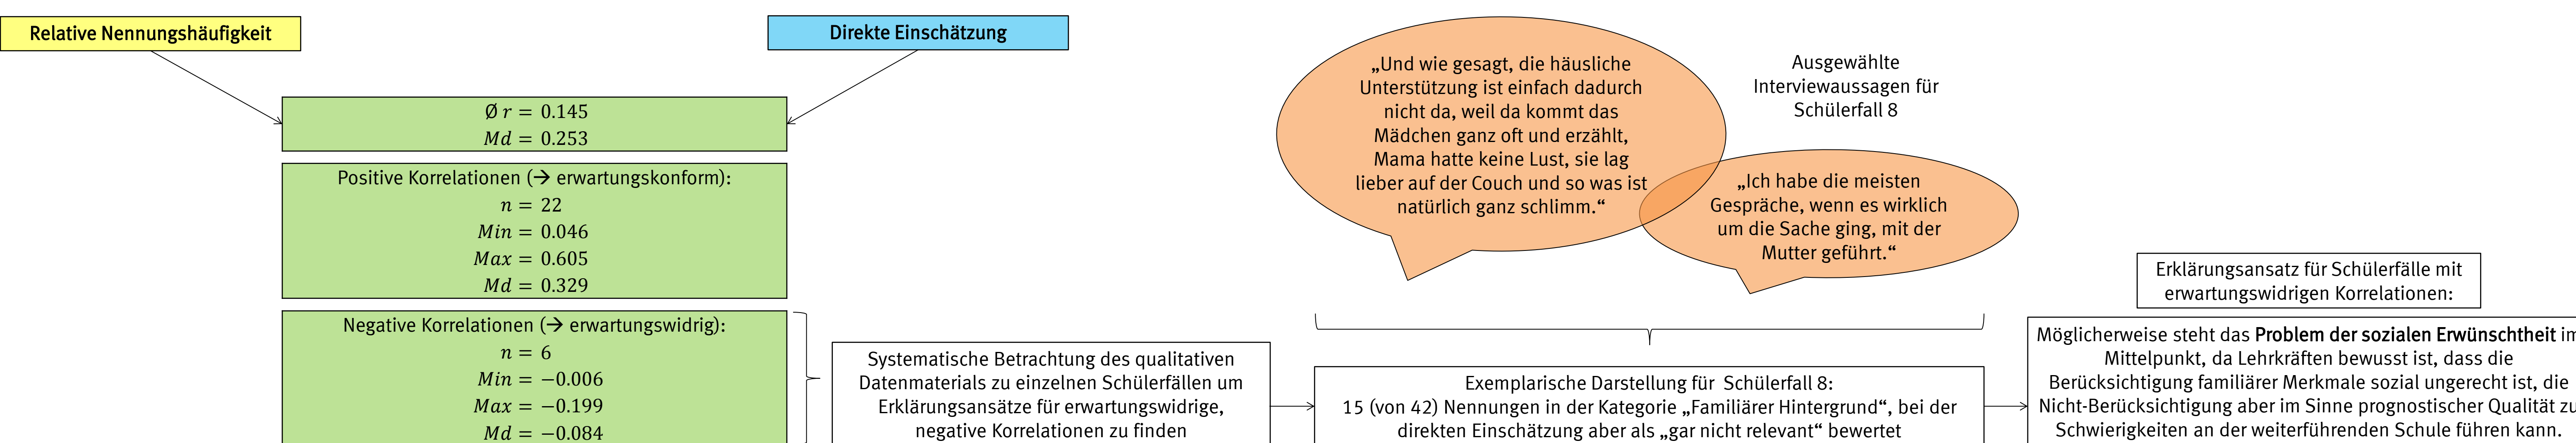 Relative Nennungshäufigkeit
Direkte Einschätzung
Ø r = 0.145
Md = 0.253
Positive Korrelationen (→ erwartungskonform):
n = 22
Min = 0.046
Max = 0.605
Md = 0.329
Negative Korrelationen (→ erwartungswidrig):
n = 6
Min = −0.006
Max = −0.199
Md = −0.084
Systematische Betrachtung des qualitativen
Datenmaterials zu einzelnen Schülerfällen um
Erklärungsansätze für erwartungswidrige,
negative Korrelationen zu finden
„Und wie gesagt, die häusliche
Unterstützung ist einfach dadurch
nicht da, weil da kommt das
Mädchen ganz oft und erzählt,
Mama hatte keine Lust, sie lag
lieber auf der Couch und so was ist
natürlich ganz schlimm.“
Ausgewählte
Interviewaussagen für
Schülerfall 8
„Ich habe die meisten
Gespräche, wenn es wirklich
um die Sache ging, mit der
Mutter geführt.“
Exemplarische Darstellung für Schülerfall 8:
15 (von 42) Nennungen in der Kategorie „Familiärer Hintergrund“, bei der
direkten Einschätzung aber als „gar nicht relevant“ bewertet
Erklärungsansatz für Schülerfälle mit
erwartungswidrigen Korrelationen:
Möglicherweise steht das Problem der sozialen Erwünschtheit im
Mittelpunkt, da Lehrkräften bewusst ist, dass die
Berücksichtigung familiärer Merkmale sozial ungerecht ist, die
Nicht-Berücksichtigung aber im Sinne prognostischer Qualität zu
Schwierigkeiten an der weiterführenden Schule führen kann.